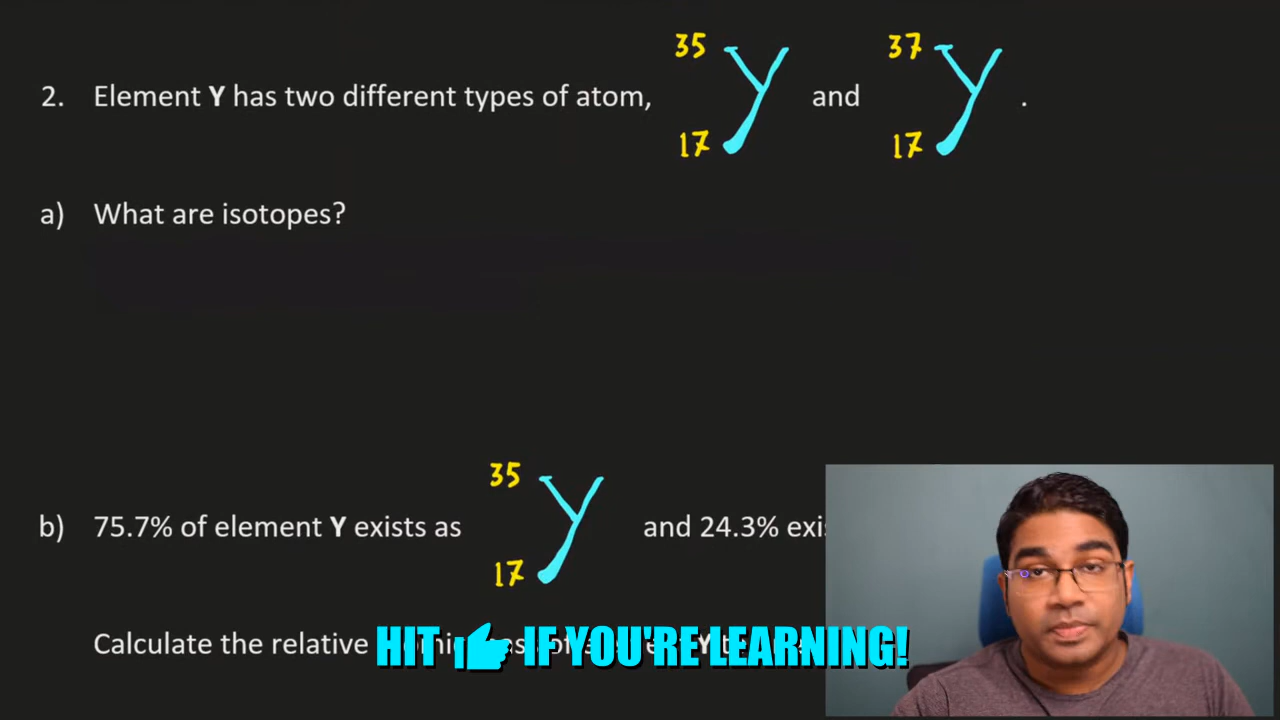 35 37
2. Element Y has two different types of atom, Y and Y .
17 17
a) What are isotopes?
35
b) 75.7% of element Y exists as Y and 24.3%
17
Calculate the relative
HIT IF YOU'RE LEARNING!